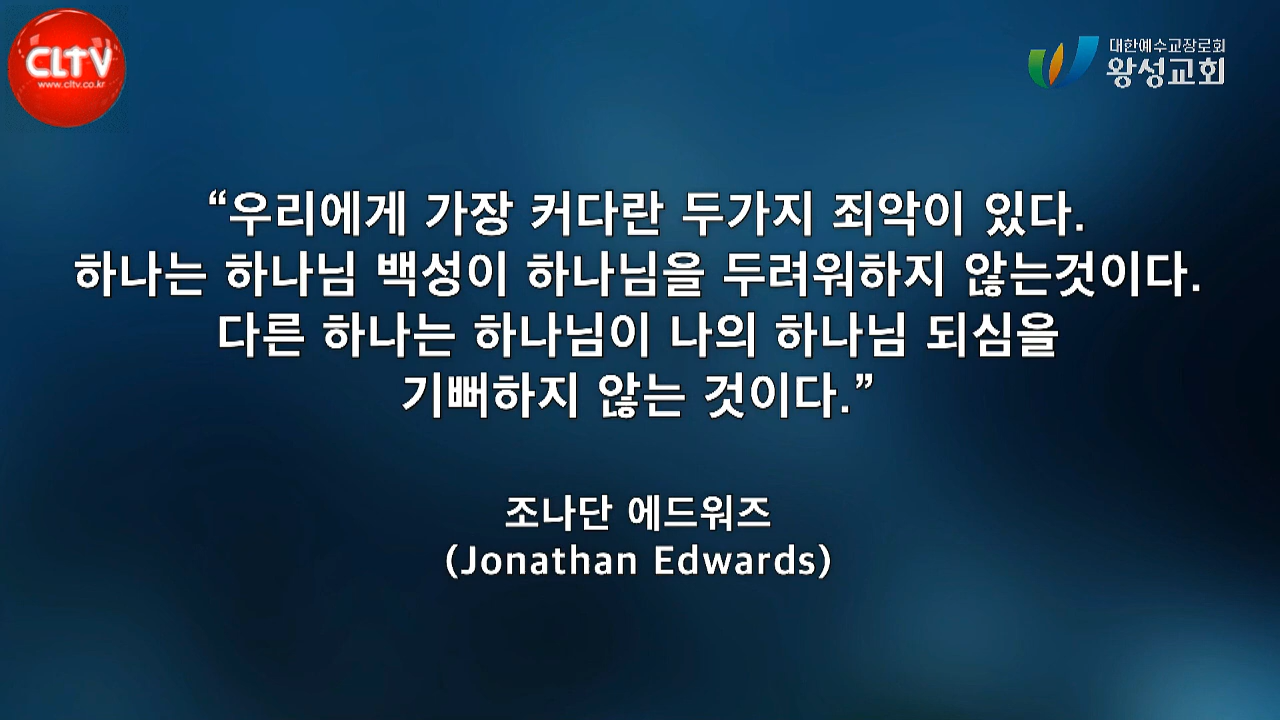 CLTV
www.cltv.co.kr
대한예수교장로회
왕성교회
“우리에게 가장 커다란 두가지 죄악이 있다.
하나는 하나님 백성이 하나님을 두려워하지 않는것이다.
다른 하나는 하나님이 나의 하나님 되심을
기뻐하지 않는 것이다.”
조나단 에드워즈
(Jonathan Edwards)